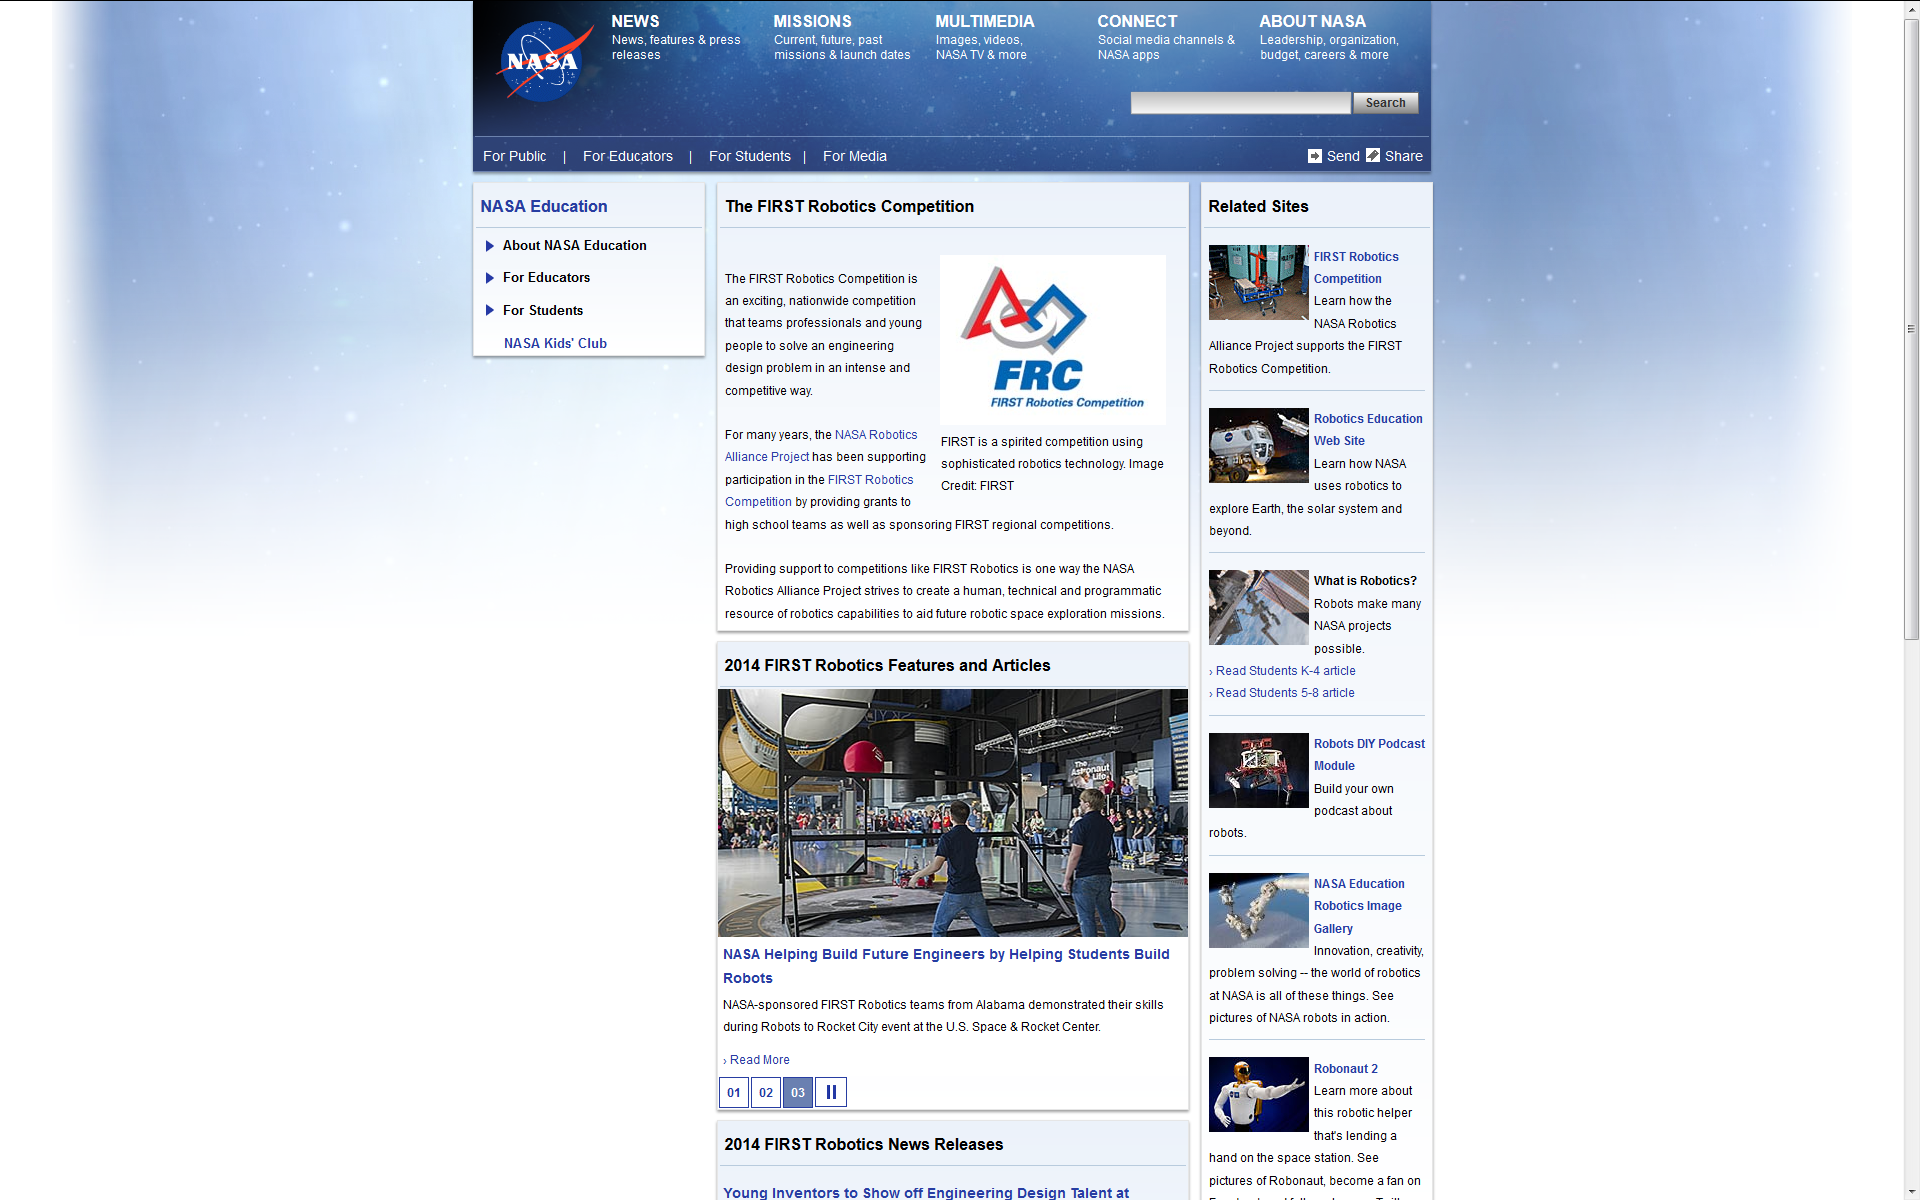 NASA
NEWS
News, features & press
releases
MISSIONS
Current, future, past
missions & launch dates
MULTIMEDIA
Images, videos,
NASA TV & more
CONNECT
Social media channels &
NASA apps
ABOUT NASA
Leadership, organization,
budget, careers & more
Search
For Public | For Educators | For Students | For Media
Send Share
NASA Education
About NASA Education
For Educators
For Students
NASA Kids' Club
The FIRST Robotics Competition
The FIRST Robotics Competition is
an exciting, nationwide competition
that teams professionals and young
people to solve an engineering
design problem in an intense and
competitive way.
FRC
FIRST Robotics Competition
FIRST is a spirited competition using
sophisticated robotics technology. Image
Credit: FIRST
For many years, the NASA Robotics
Alliance Project has been supporting
participation in the FIRST Robotics
Competition by providing grants to
high school teams as well as sponsoring FIRST regional competitions.
Providing support to competitions like FIRST Robotics is one way the NASA
Robotics Alliance Project strives to create a human, technical and programmatic
resource of robotics capabilities to aid future robotic space exploration missions.
2014 FIRST Robotics Features and Articles
The
Astronaut
Life
NASA Helping Build Future Engineers by Helping Students Build
Robots
NASA-sponsored FIRST Robotics teams from Alabama demonstrated their skills
during Robots to Rocket City event at the U.S. Space & Rocket Center.
› Read More
01 02 03
2014 FIRST Robotics News Releases
Young Inventors to Show off Engineering Design Talent at
Related Sites
FIRST Robotics
Competition
Learn how the
NASA Robotics
Alliance Project supports the FIRST
Robotics Competition.
Robotics Education
Web Site
Learn how NASA
uses robotics to
explore Earth, the solar system and
beyond.
What is Robotics?
Robots make many
NASA projects
possible.
› Read Students K-4 article
› Read Students 5-8 article
Robots DIY Podcast
Module
Build your own
podcast about
robots.
NASA Education
Robotics Image
Gallery
Innovation, creativity,
problem solving -- the world of robotics
at NASA is all of these things. See
pictures of NASA robots in action.
Robonaut 2
Learn more about
this robotic helper
that's lending a
hand on the space station. See
pictures of Robonaut, become a fan on